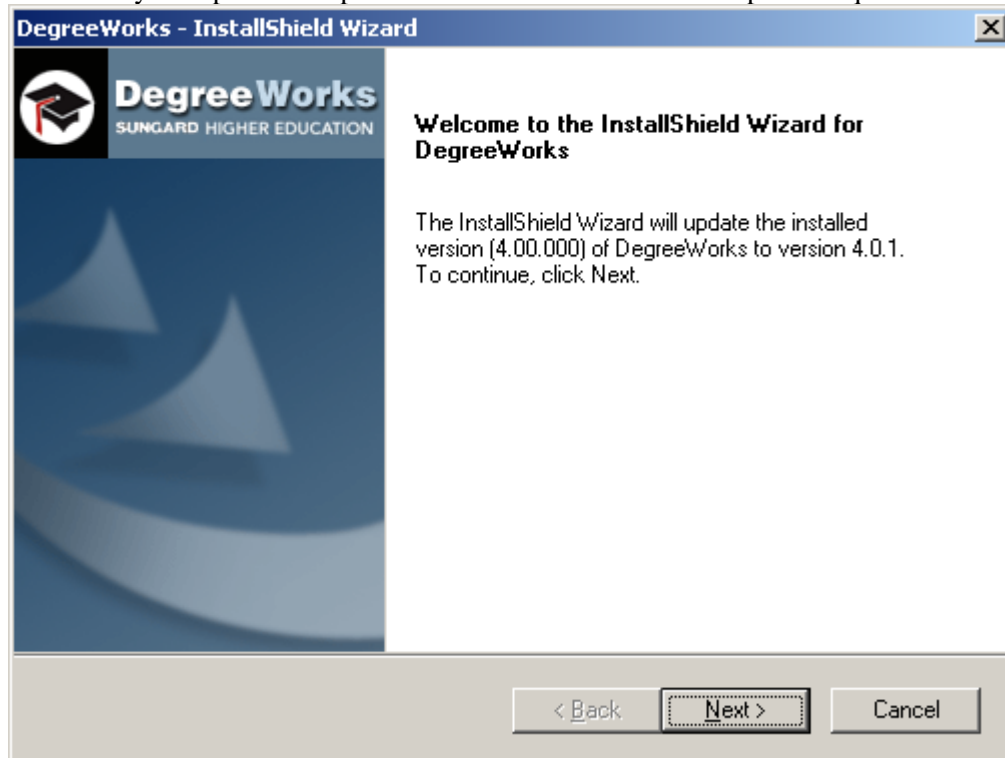 DegreeWorks - InstallShield Wizard
DegreeWorks
SUNGARD HIGHER EDUCATION
Welcome to the InstallShield Wizard for
DegreeWorks
The InstallShield Wizard will update the installed
version (4.00.000) of DegreeWorks to version 4.0.1.
To continue, click Next.
< Back
Next >
Cancel